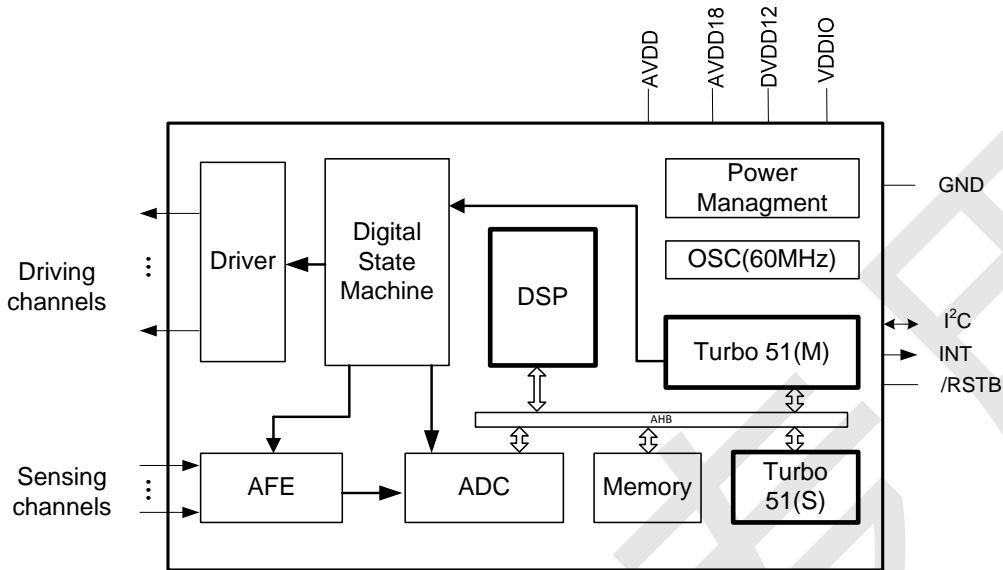 AVDD
AVDD18
DVDD12
VDDIO
Power
Managment
GND
Digital
State
Machine
Driver
OSC(60MHz)
DSP
Driving
channels
Turbo 51(M)
I²C
INT
/RSTB
AHB
Sensing
channels
AFE
ADC
Memory
Turbo
51(S)